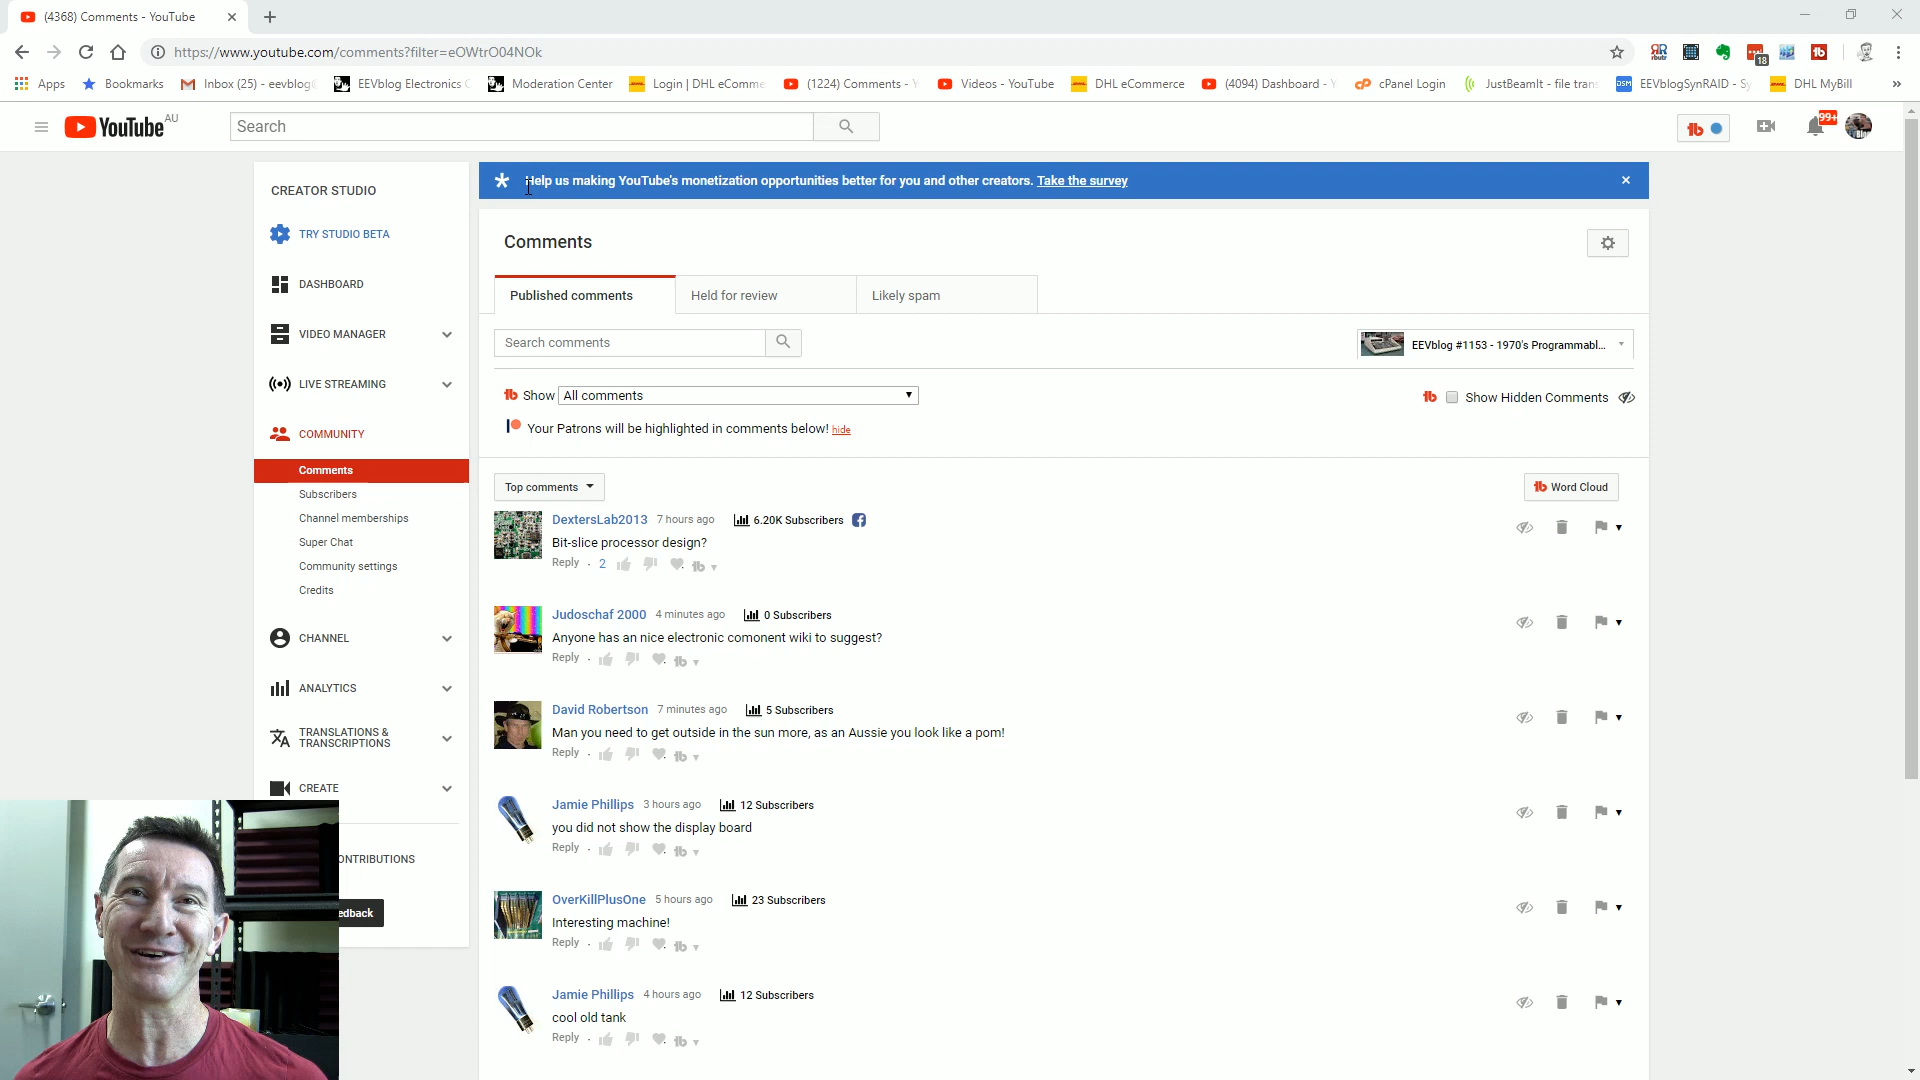 (4368) Comments - YouTube
https://www.youtube.com/comments?filter=eOWtrO04NOk
18
Apps
Bookmarks
Inbox (25) - eevblog
EEVblog Electronics
Moderation Center
Login | DHL eComme
(1224) Comments -
Videos - YouTube
DHL eCommerce
(4094) Dashboard -
cPanel Login
JustBeamIt - file tran
EEVblogSynRAID - Sy
DHL MyBill
YouTube AU
Search
99+
CREATOR STUDIO
TRY STUDIO BETA
DASHBOARD
VIDEO MANAGER
LIVE STREAMING
COMMUNITY
Comments
Subscribers
Channel memberships
Super Chat
Community settings
Credits
CHANNEL
ANALYTICS
TRANSLATIONS &
TRANSCRIPTIONS
CREATE
ONTRIBUTIONS
edback
Help us making YouTube's monetization opportunities better for you and other creators. Take the survey
Comments
Published comments
Held for review
Likely spam
Search comments
EEVblog #1153 - 1970's Programmabl...
Show All comments
Show Hidden Comments
Your Patrons will be highlighted in comments below! hide
Top comments
Word Cloud
DextersLab2013 7 hours ago 6.20K Subscribers
Bit-slice processor design?
Reply · 2
Judoschaf 2000 4 minutes ago 0 Subscribers
Anyone has an nice electronic comonent wiki to suggest?
Reply ·
David Robertson 7 minutes ago 5 Subscribers
Man you need to get outside in the sun more, as an Aussie you look like a pom!
Reply ·
Jamie Phillips 3 hours ago 12 Subscribers
you did not show the display board
Reply ·
OverKillPlusOne 5 hours ago 23 Subscribers
Interesting machine!
Reply ·
Jamie Phillips 4 hours ago 12 Subscribers
cool old tank
Reply ·